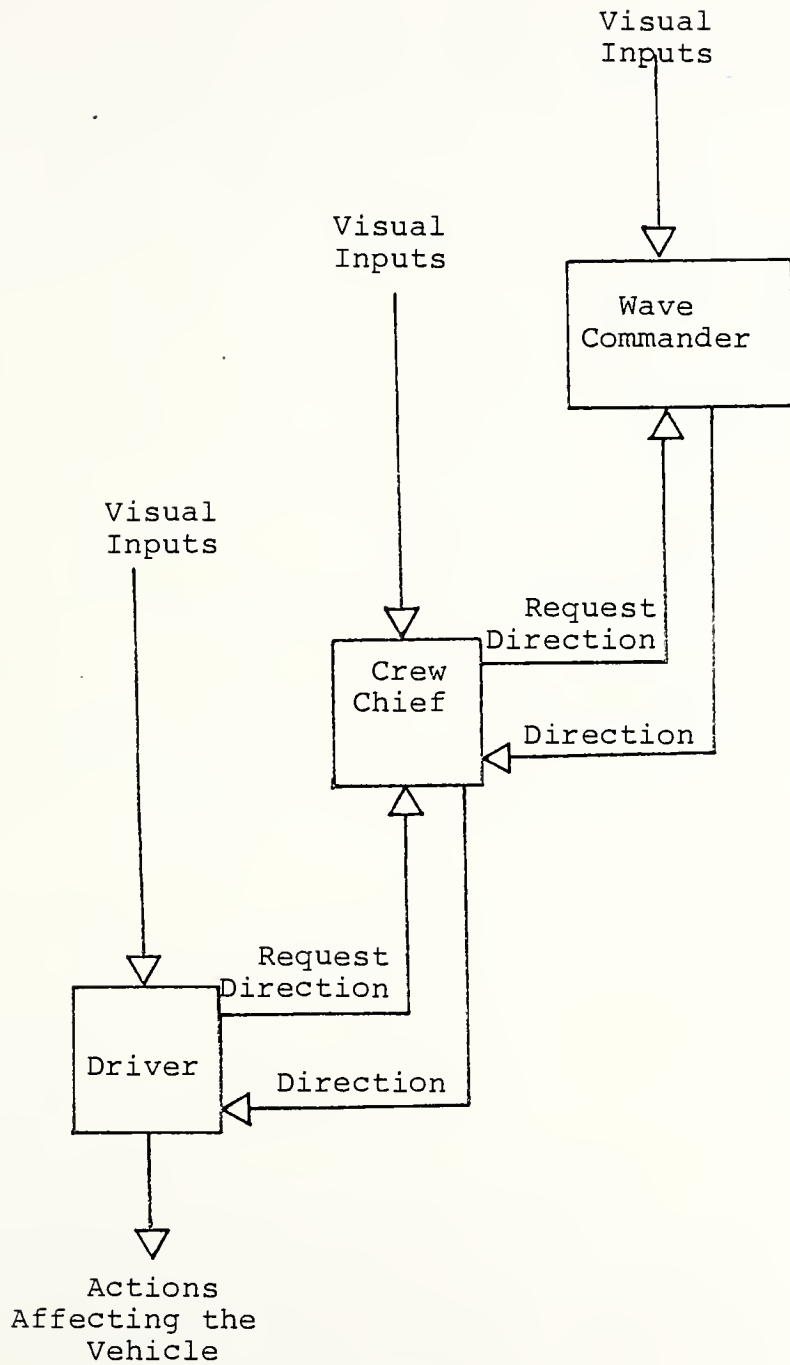 Visual
Inputs
Wave
Commander
Visual
Inputs
Request
Direction
Crew
Chief
Direction
Visual
Inputs
Request
Direction
Driver
Direction
Actions
Affecting the
Vehicle